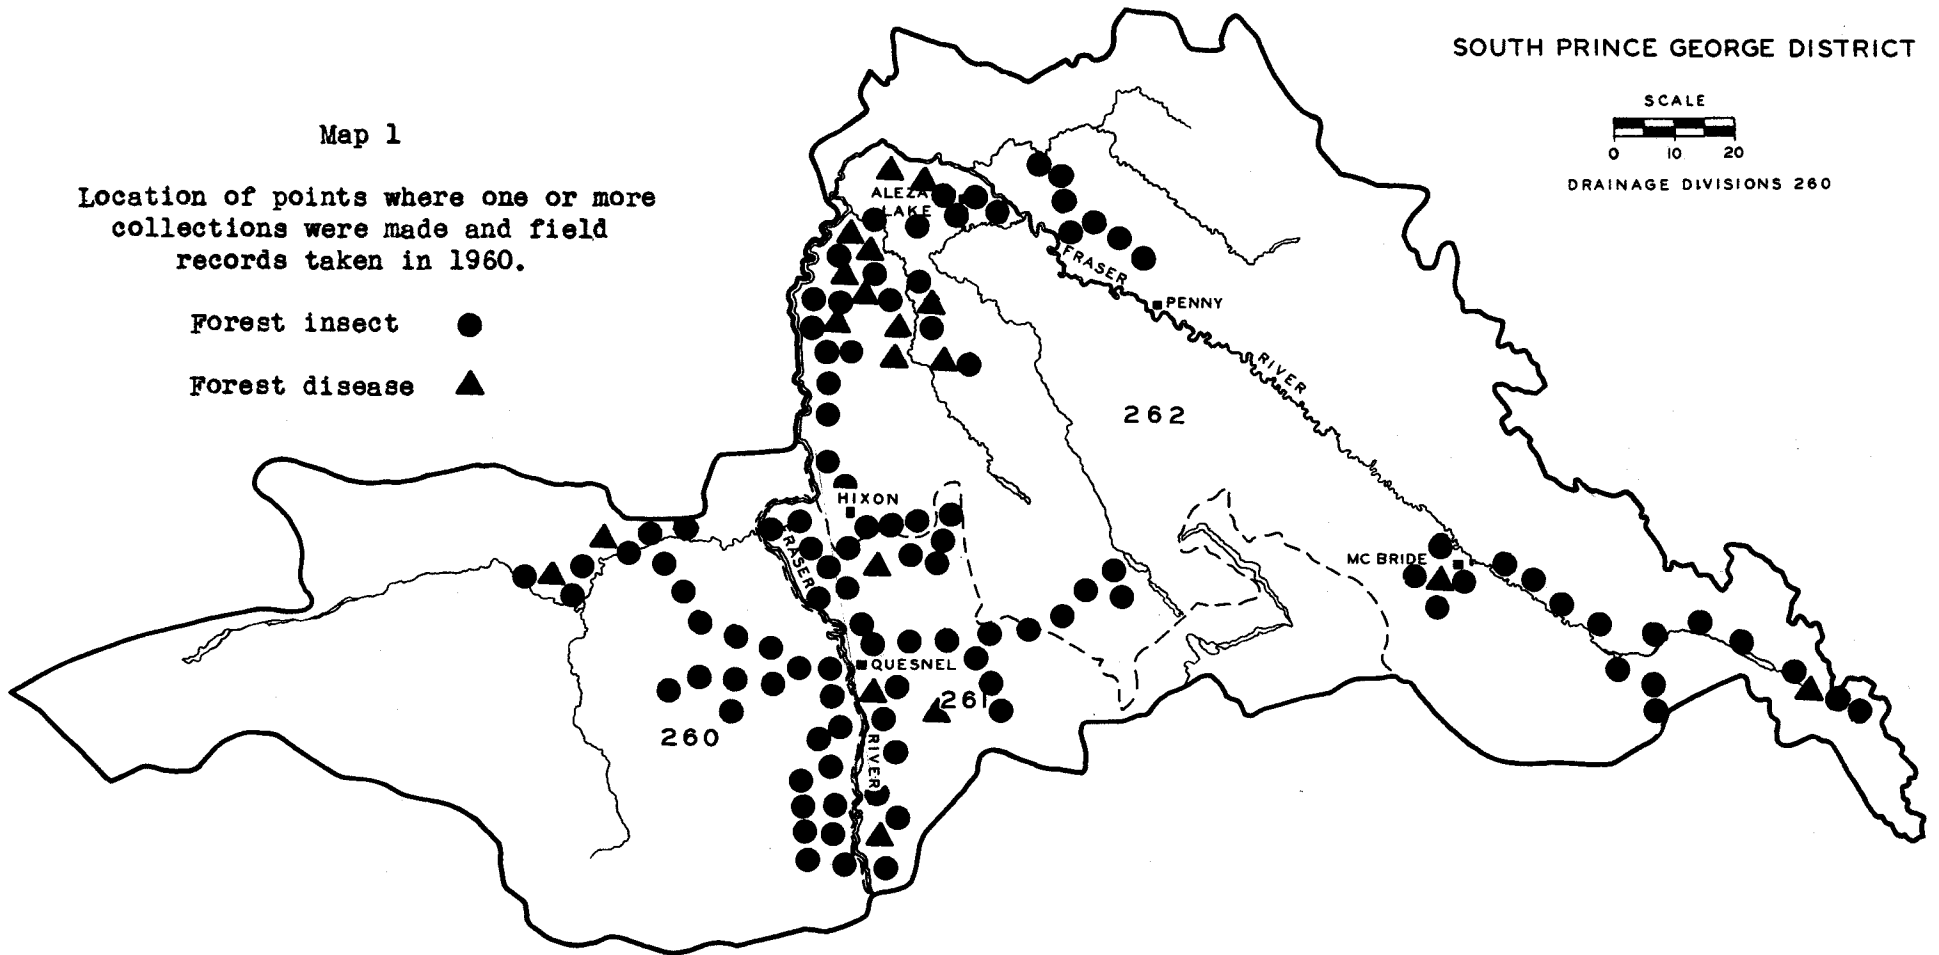 SOUTH PRINCE GEORGE DISTRICT
SCALE
0 10 20
DRAINAGE DIVISIONS 260
Map 1
Location of points where one or more
collections were made and field
records taken in 1960.
Forest insect
Forest disease
ALEZA
LAKE
FRASER
PENNY
RIVER
262
HIXON
FRASER
MC BRIDE
QUESNEL
261
260
RIVER